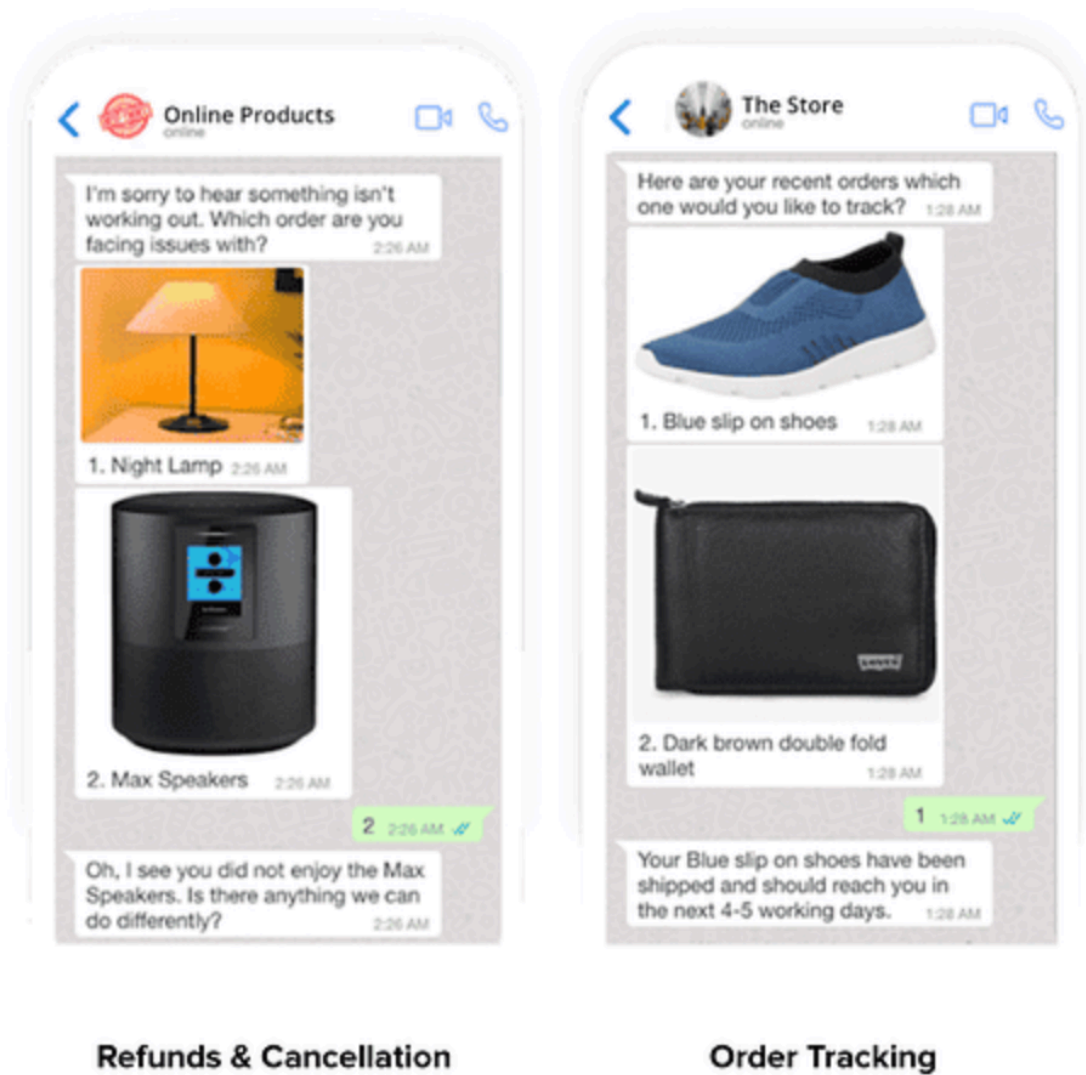 Online Products
online
I'm sorry to hear something isn't
working out. Which order are you
facing issues with? 2:26 AM
1. Night Lamp 2:26 AM
2. Max Speakers 2:26 AM
2 2:26 AM
Oh, I see you did not enjoy the Max
Speakers. Is there anything we can
do differently? 2:26 AM
Refunds & Cancellation
The Store
online
Here are your recent orders which
one would you like to track? 1:28 AM
1. Blue slip on shoes 1:28 AM
Levi's
2. Dark brown double fold
wallet 1:28 AM
1 1:28 AM
Your Blue slip on shoes have been
shipped and should reach you in
the next 4-5 working days. 1:28 AM
Order Tracking